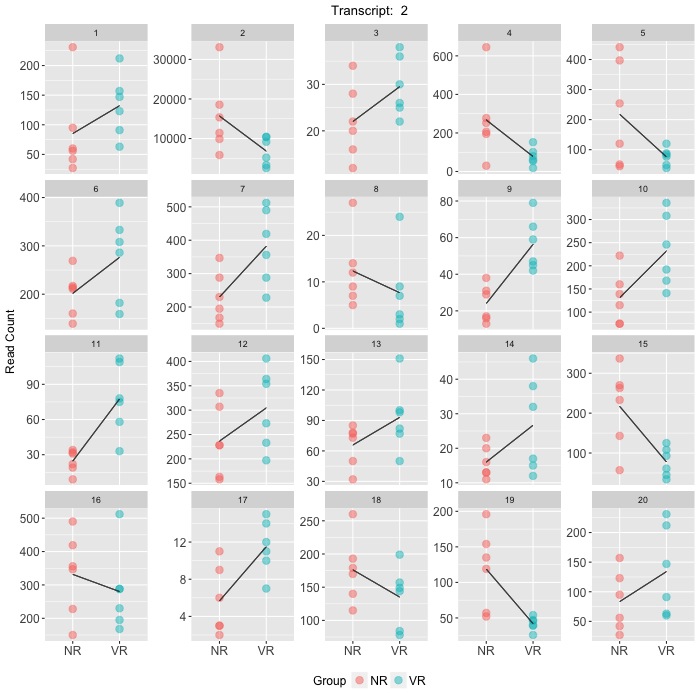 Transcript: 2
1 2 3 4 5
200 150 100 50
30000 20000 10000
30 20
600 400 200 0
400 300 200 100
6 7 8 9 10
400 300 200
500 400 300 200
20 10 0
80 60 40 20
300 250 200 150 100
Read Count
11 12 13 14 15
90 60 30
400 350 300 250 200 150
150 120 90 60 30
40 30 20 10
300 200 100
16 17 18 19 20
500 400 300 200
12 8 4
250 200 150 100
200 150 100 50
200 150 100 50
NR VR NR VR NR VR NR VR NR VR
Group NR VR